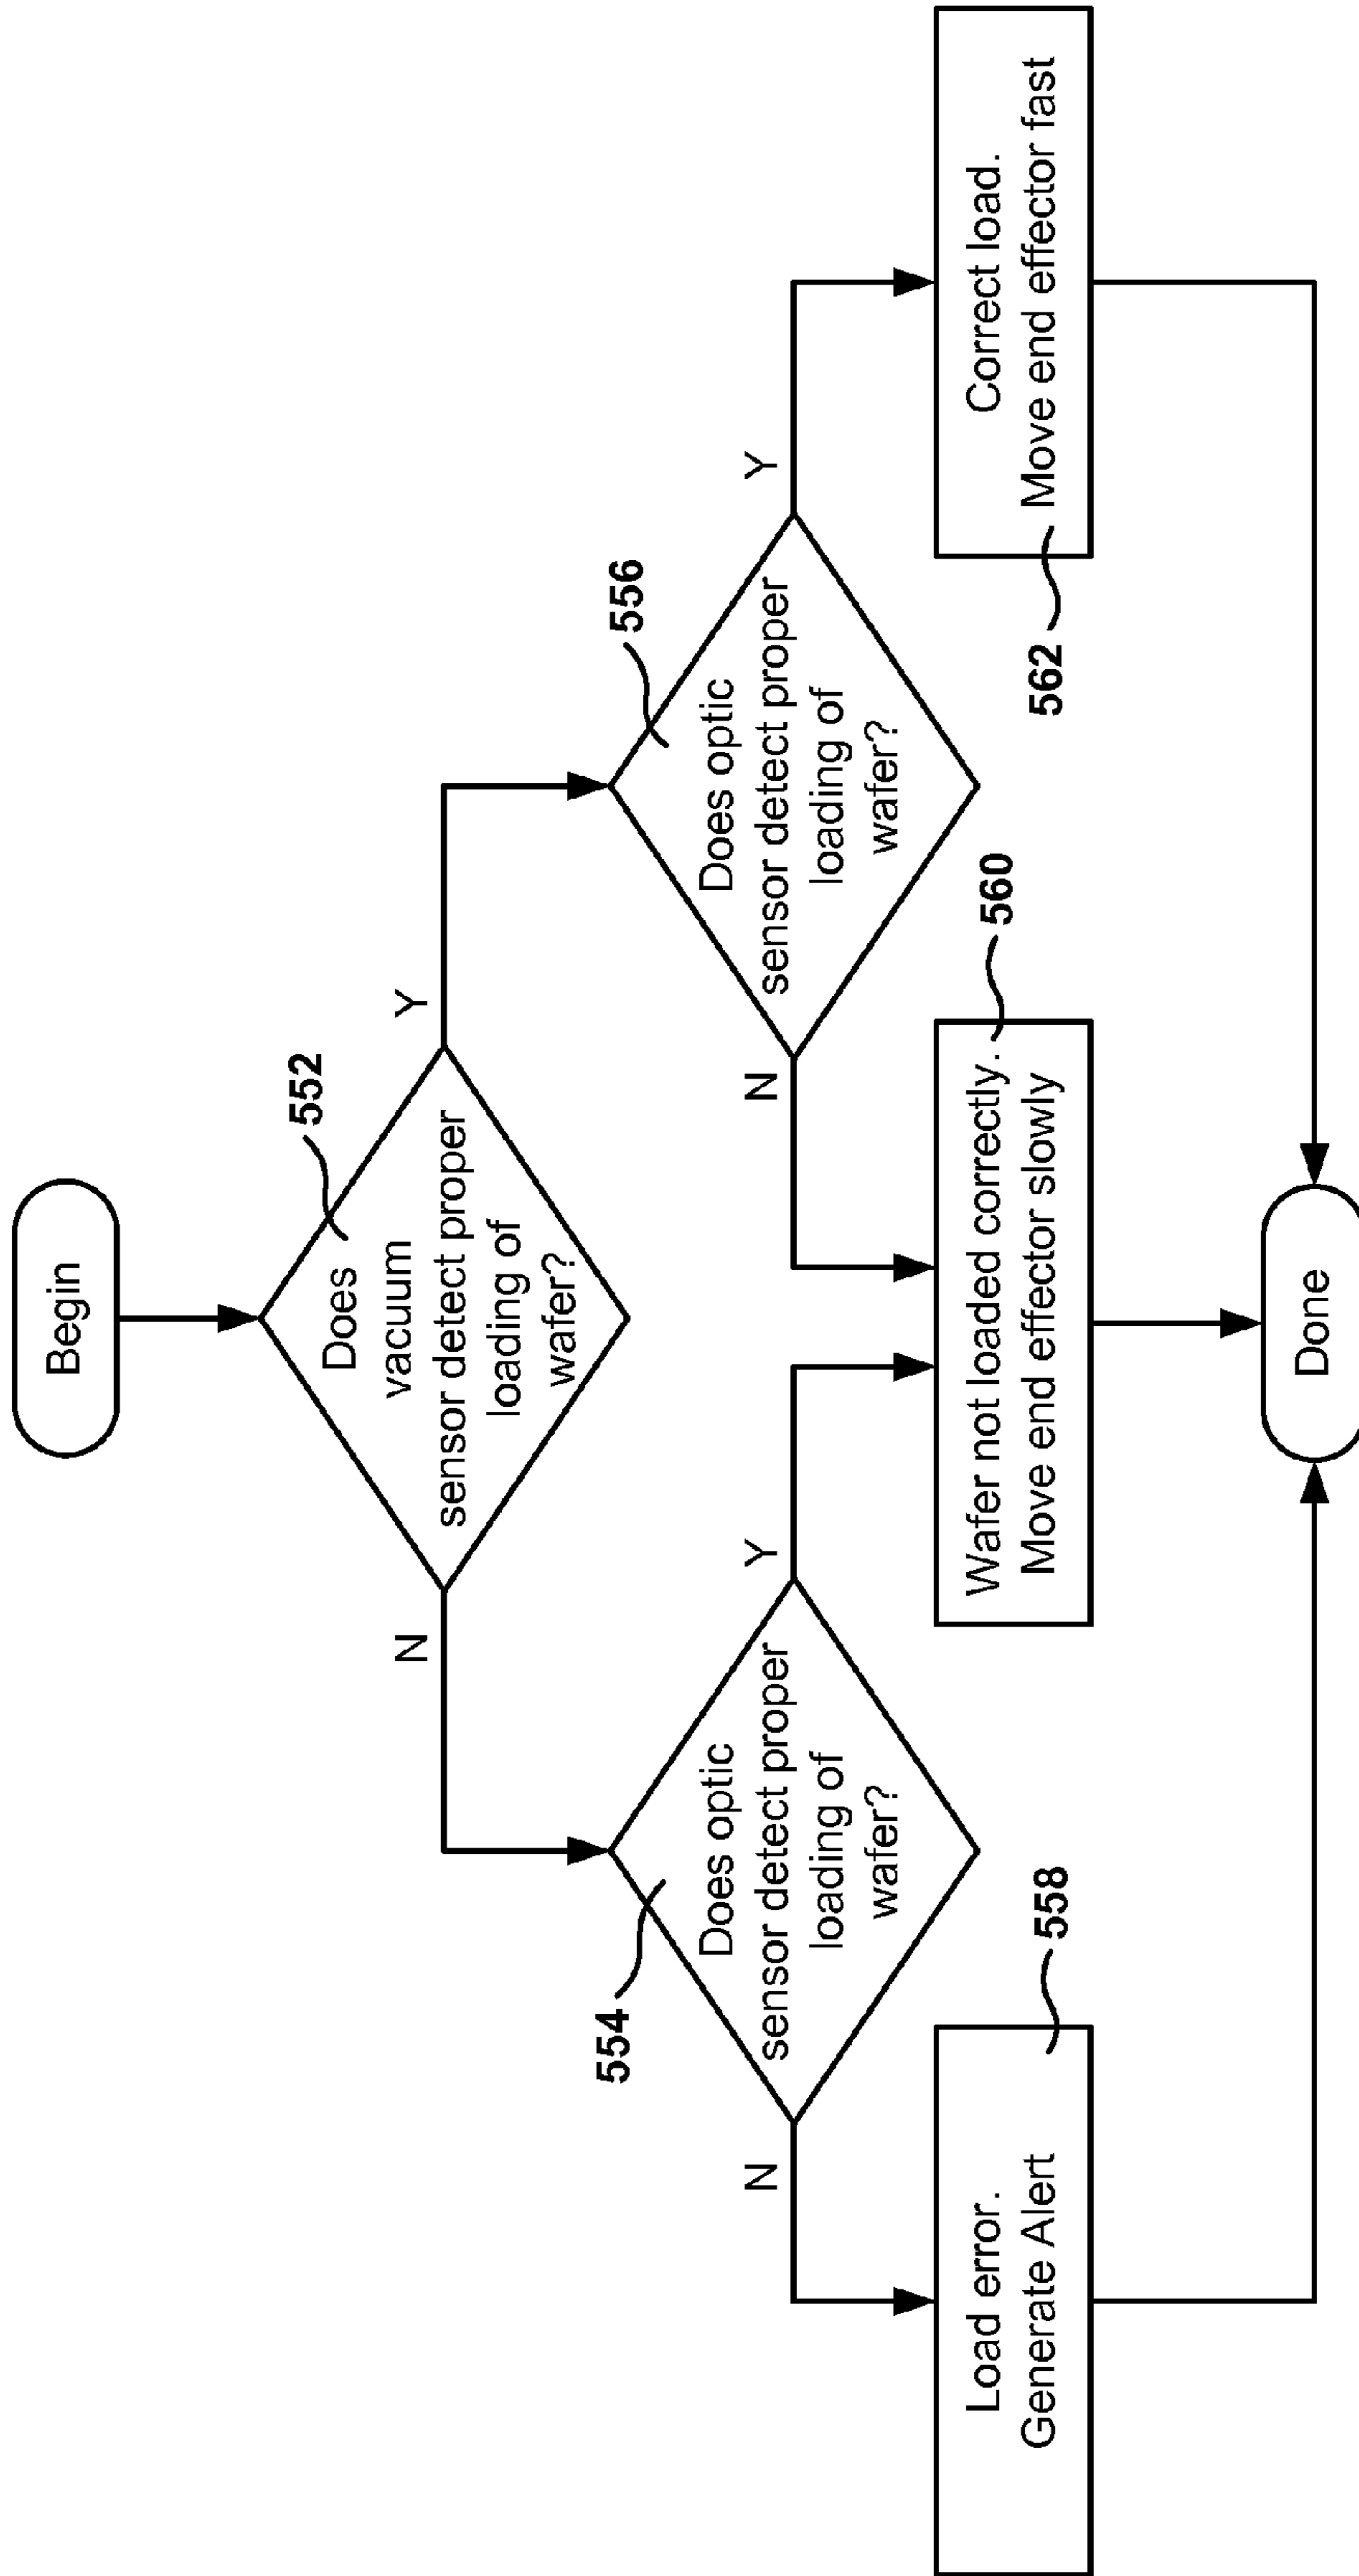 Begin
552
Does
vacuum
sensor detect proper
loading of
wafer?
N
Y
554
Does optic
sensor detect proper
loading of
wafer?
N
Y
556
Does optic
sensor detect proper
loading of
wafer?
N
Y
Load error.
Generate Alert
558
Wafer not loaded correctly.
Move end effector slowly
560
Correct load.
Move end effector fast
562
Done